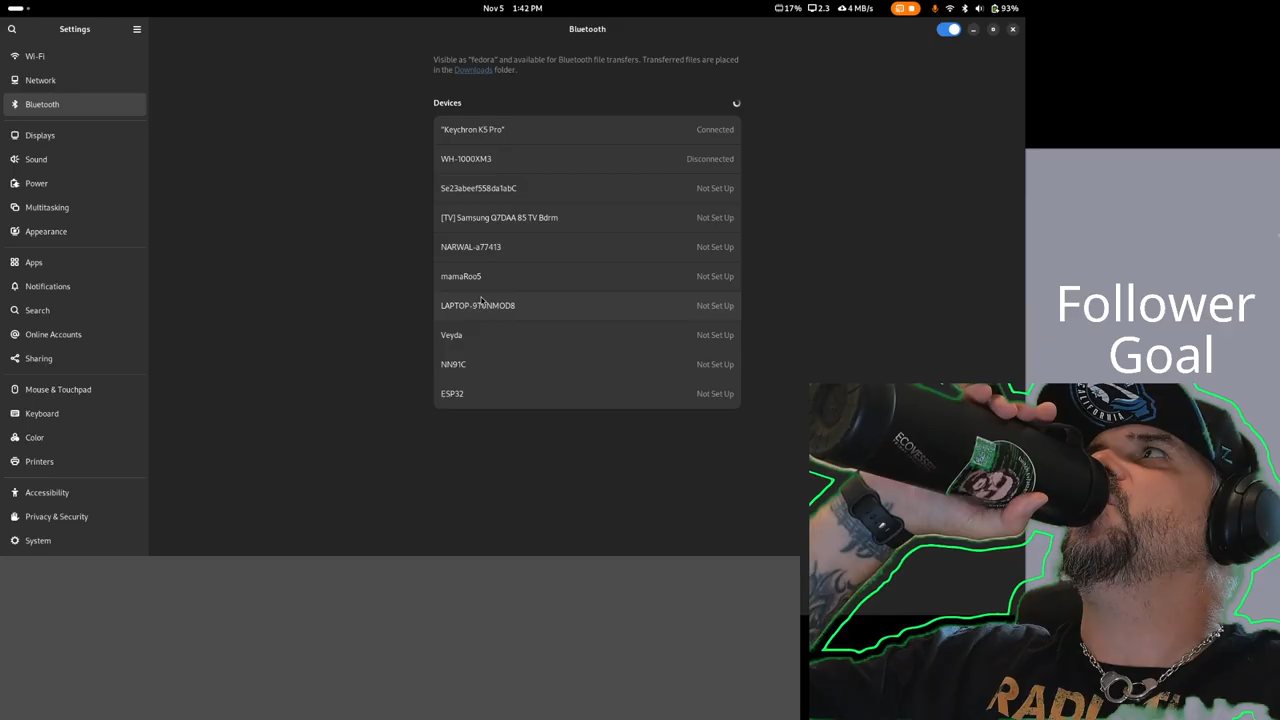 Nov 5 1:42 PM
17% 2.3 4 MB/s 93%
Settings
Bluetooth
Wi-Fi
Network
Bluetooth
Displays
Sound
Power
Multitasking
Appearance
Apps
Notifications
Search
Online Accounts
Sharing
Mouse & Touchpad
Keyboard
Color
Printers
Accessibility
Privacy & Security
System
Visible as "fedora" and available for Bluetooth file transfers. Transferred files are placed
in the Downloads folder.
Devices
"Keychron K5 Pro" Connected
WH-1000XM3 Disconnected
Se23abeef558da1abC Not Set Up
[TV] Samsung Q7DAA 85 TV Bdrm Not Set Up
NARWAL-a77413 Not Set Up
mamaRoo5 Not Set Up
Not Set Up
Veyda Not Set Up
NN91C Not Set Up
ESP32 Not Set Up
Follower
Goal
CALIFORNIA
ECOVESSEL